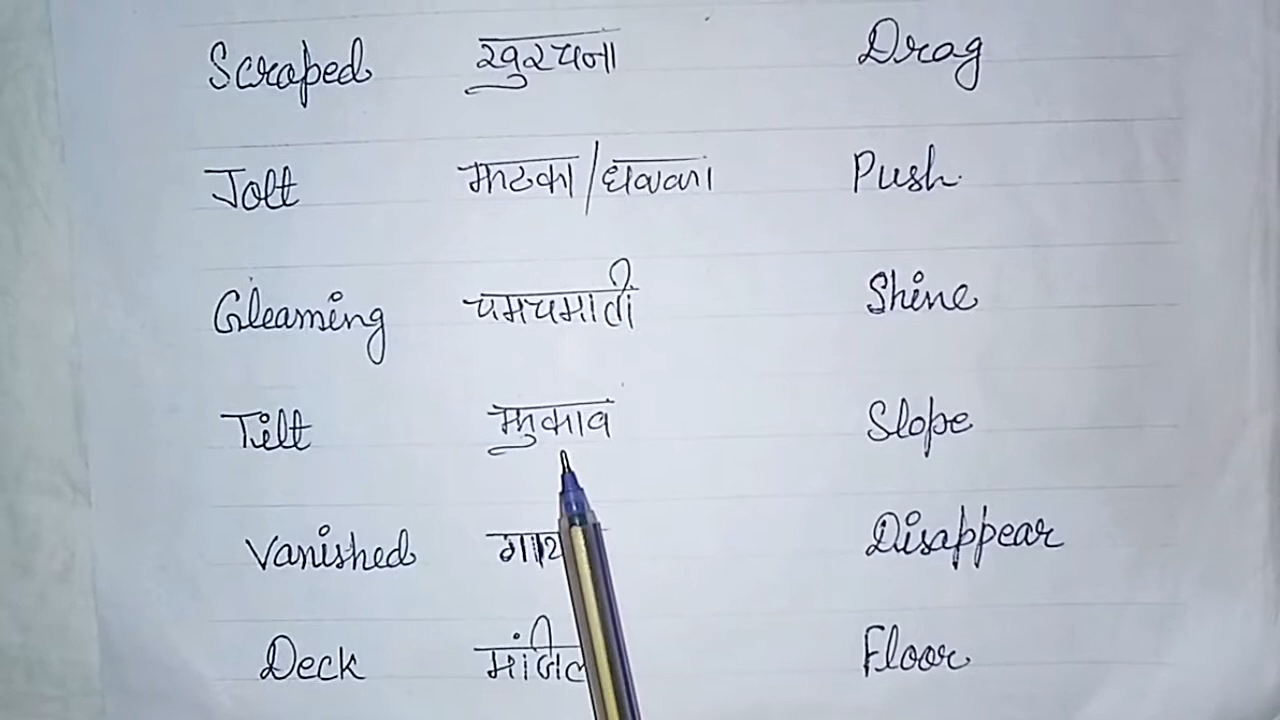 Scraped खुरचना Drag
Jolt झटका/धक्का Push
Gleaming चमचमाती Shine
Tilt झुकाव Slope
Vanished Disappear
Deck Floor